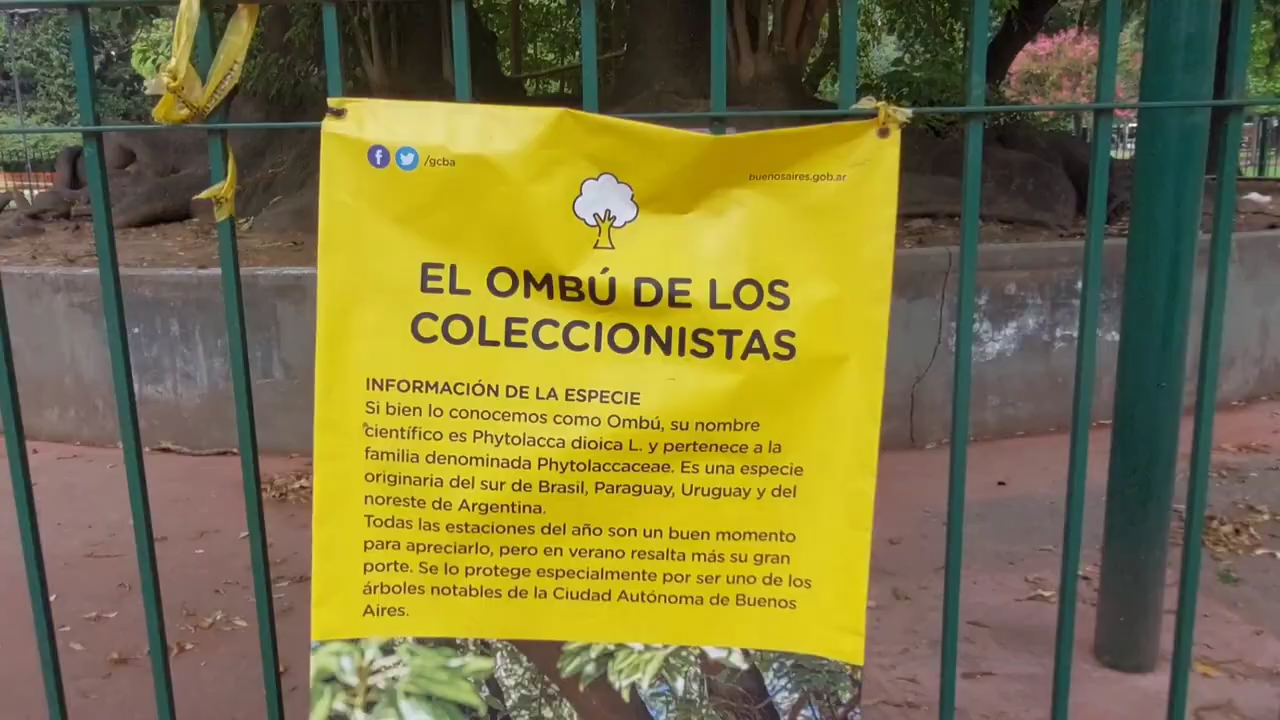 f /gcba
buenosaires.gob.ar
EL OMBÚ DE LOS
COLECCIONISTAS
INFORMACIÓN DE LA ESPECIE
Si bien lo conocemos como Ombú, su nombre
científico es Phytolacca dioica L. y pertenece a la
familia denominada Phytolaccaceae. Es una especie
originaria del sur de Brasil, Paraguay, Uruguay y del
noreste de Argentina.
Todas las estaciones del año son un buen momento
para apreciarlo, pero en verano resalta más su gran
porte. Se lo protege especialmente por ser uno de los
árboles notables de la Ciudad Autónoma de Buenos
Aires.